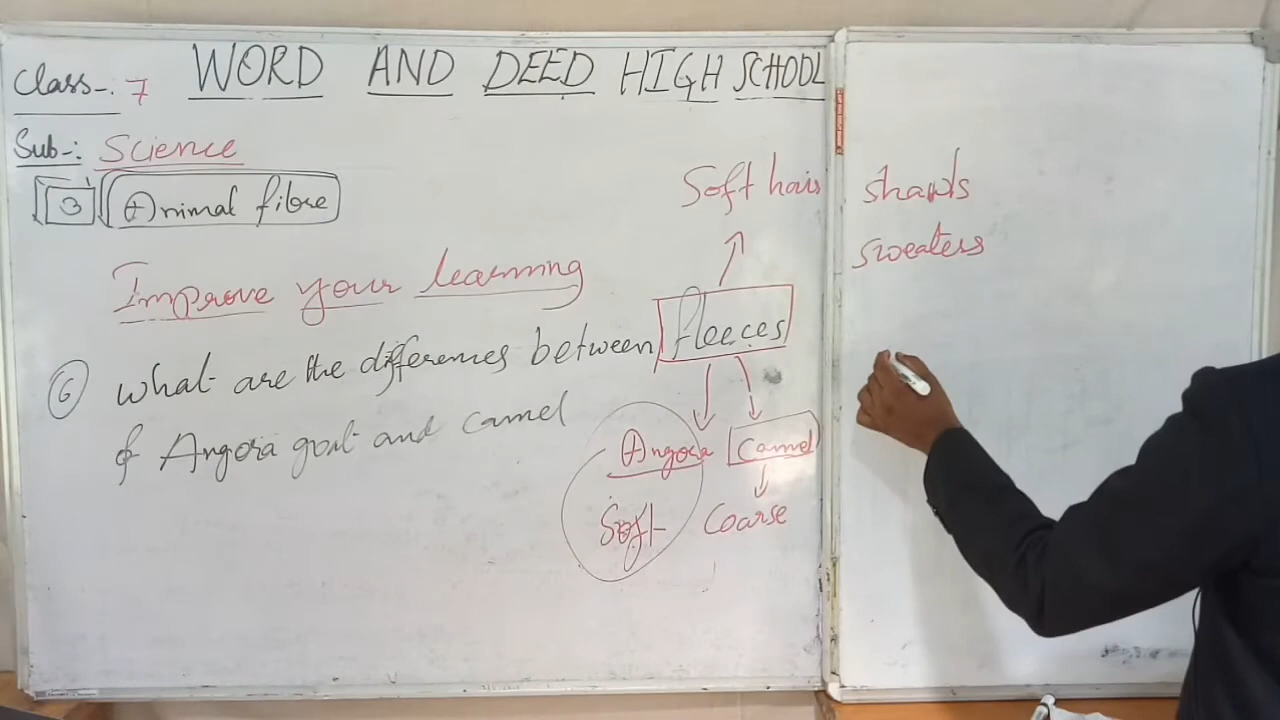 Class-: 7 WORD AND DEED HIGH SCHOOL
Sub-: Science
3 Animal fibre
Improve your learning
6 What are the differences between fleeces
of Angora goat and camel
Soft hair
Angora Camel
Soft Coarse
shawls
sweaters